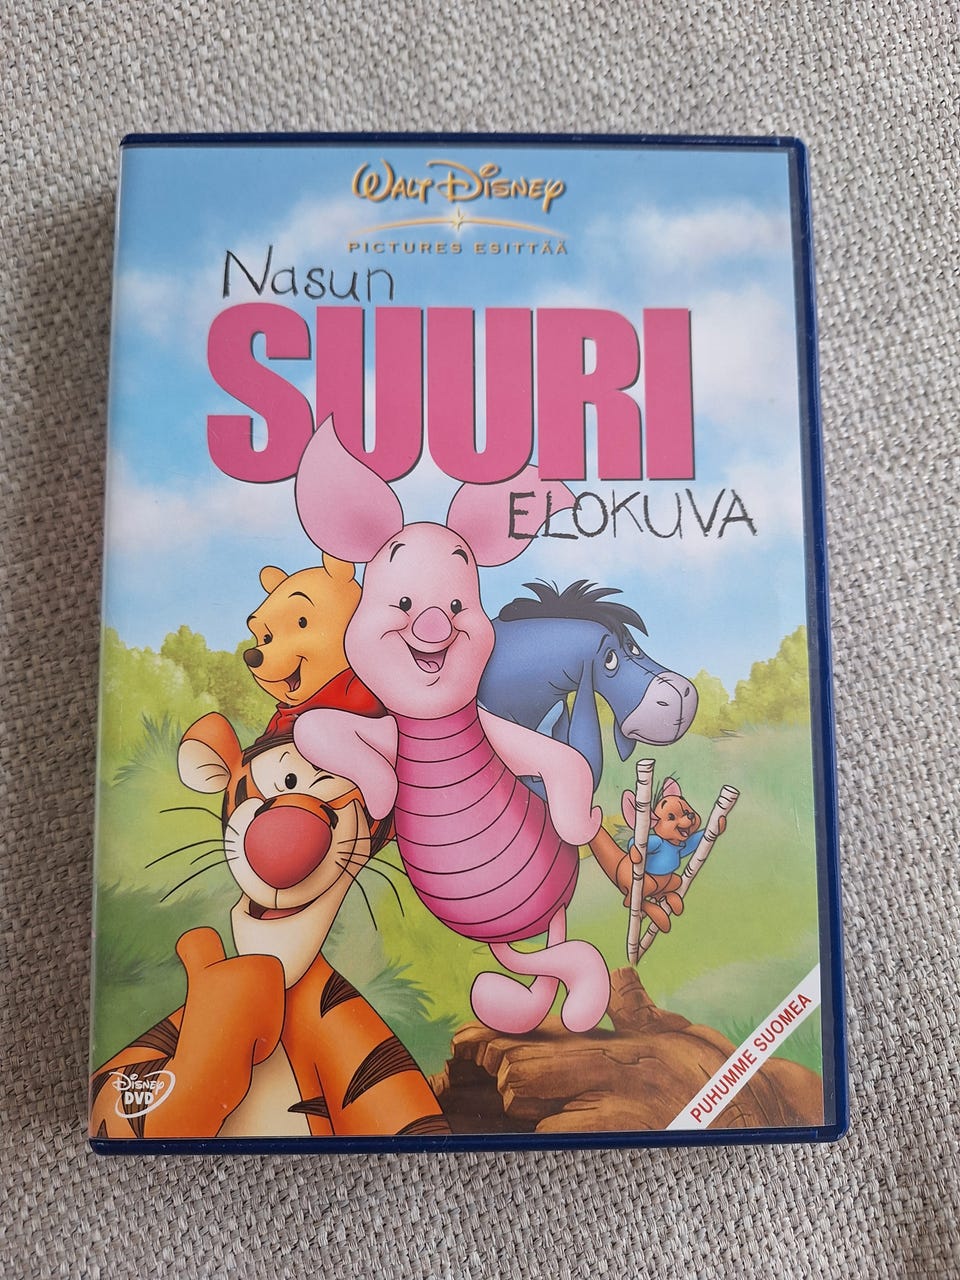 WALT DISNEY
PICTURES ESITTÄÄ
Nasun
SUURI
ELOKUVA
PUHUMME SUOMEA
DISNEY
DVD